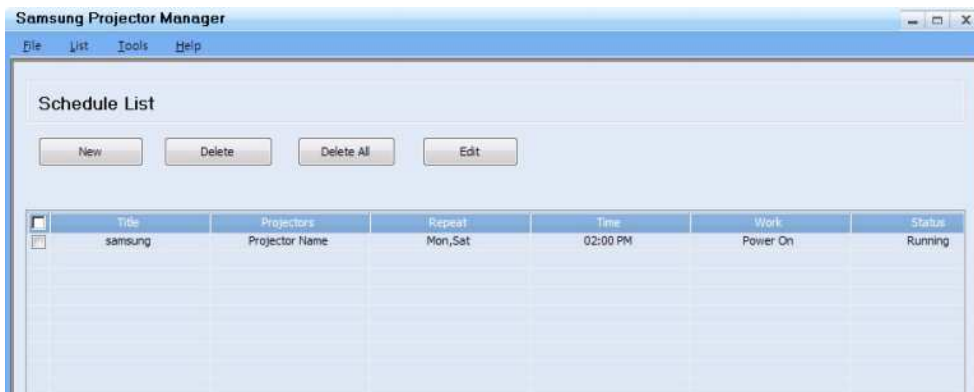 Samsung Projector Manager
File List Tools Help
Schedule List
New Delete Delete All Edit
Title Projectors Repeat Time Work Status
samsung Projector Name Mon,Sat 02:00 PM Power On Running